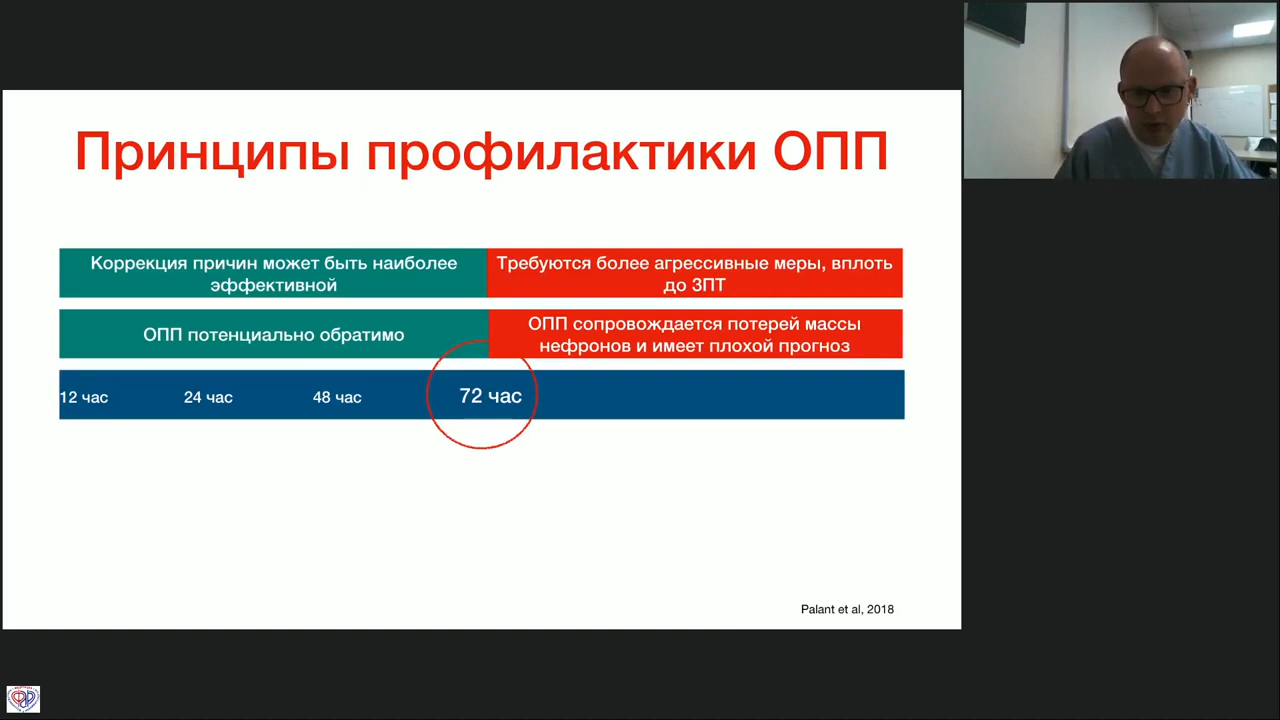 Принципы профилактики ОПП
Коррекция причин может быть наиболее
эффективной
Требуются более агрессивные меры, вплоть
до ЗПТ
ОПП потенциально обратимо
ОПП сопровождается потерей массы
нефронов и имеет плохой прогноз
12 час
24 час
48 час
72 час
Palant et al, 2018